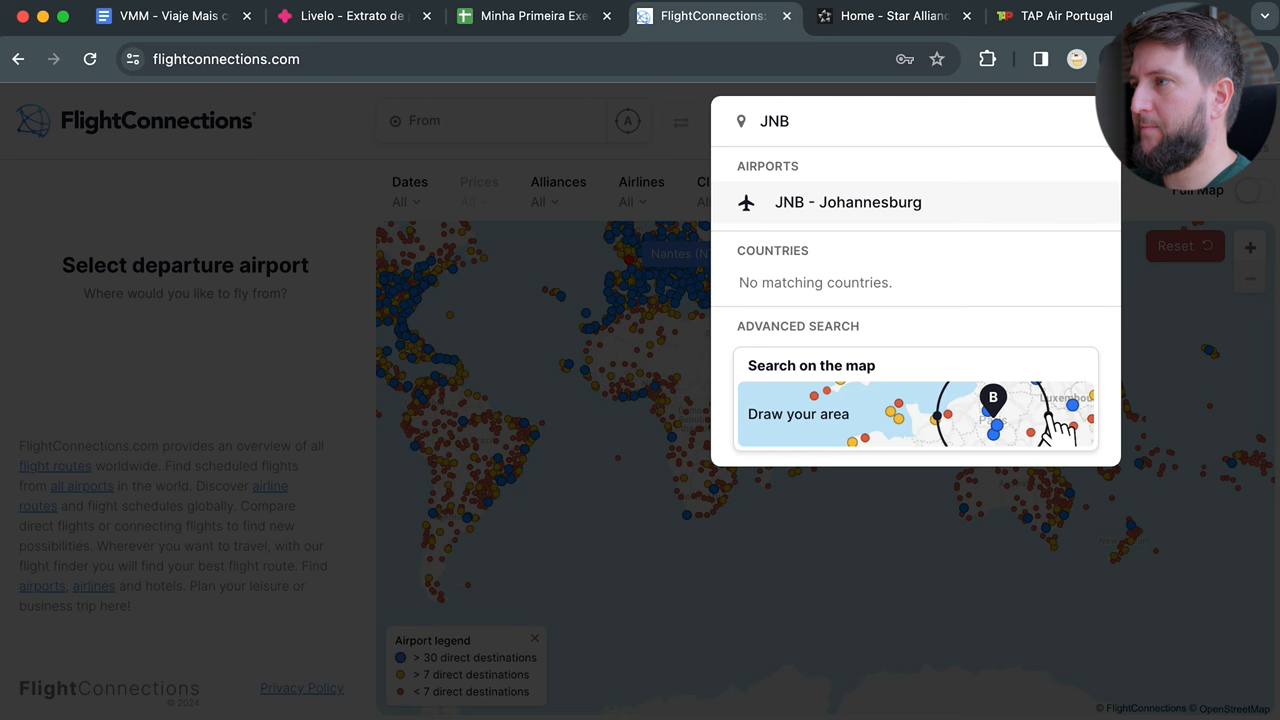 VMM - Viaje Mais
Livelo - Extrato de
Minha Primeira Exe
FlightConnections:
Home - Star Allianc
TAP Air Portugal
flightconnections.com
FlightConnections
From
A
JNB
AIRPORTS
JNB - Johannesburg
COUNTRIES
No matching countries.
ADVANCED SEARCH
Search on the map
Draw your area
B
Paris
Luxembou
Dates
All
Prices
All
Alliances
All
Airlines
All
Cl
Full Map
Reset
Nantes (N
Select departure airport
Where would you like to fly from?
FlightConnections.com provides an overview of all
flight routes worldwide. Find scheduled flights
from all airports in the world. Discover airline
routes and flight schedules globally. Compare
direct flights or connecting flights to find new
possibilities. Wherever you want to travel, with our
flight finder you will find your best flight route. Find
airports, airlines and hotels. Plan your leisure or
business trip here!
Airport legend
> 30 direct destinations
> 7 direct destinations
< 7 direct destinations
FlightConnections
© 2024
Privacy Policy
© FlightConnections © OpenStreetMap